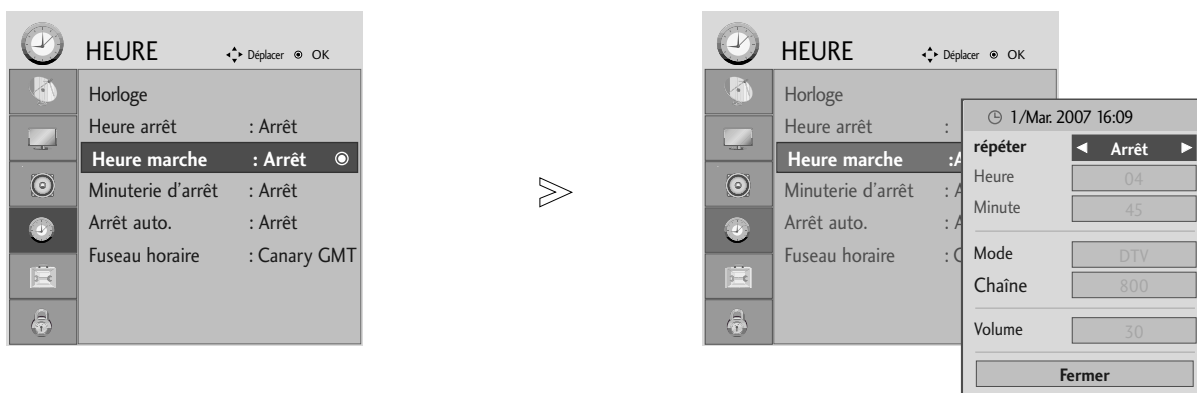 HEURE Déplacer OK
Horloge
Heure arrêt : Arrêt
Heure marche : Arrêt
Minuterie d'arrêt : Arrêt
Arrêt auto. : Arrêt
Fuseau horaire : Canary GMT
HEURE Déplacer OK
Horloge
Heure arrêt :
Heure marche :A
Minuterie d'arrêt : A
Arrêt auto. : A
Fuseau horaire : C
1/Mar. 2007 16:09
répéter Arrêt
Heure 04
Minute 45
Mode DTV
Chaîne 800
Volume 30
Fermer